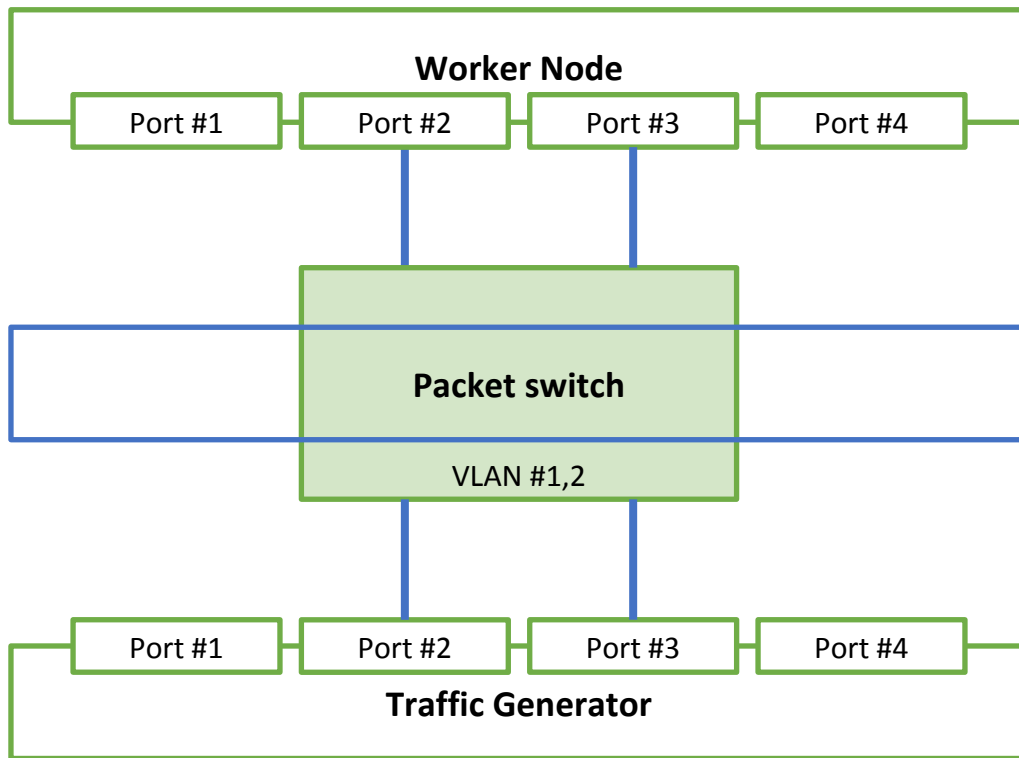 Worker Node
Port #1 Port #2 Port #3 Port #4
Packet switch
VLAN #1,2
Port #1 Port #2 Port #3 Port #4
Traffic Generator